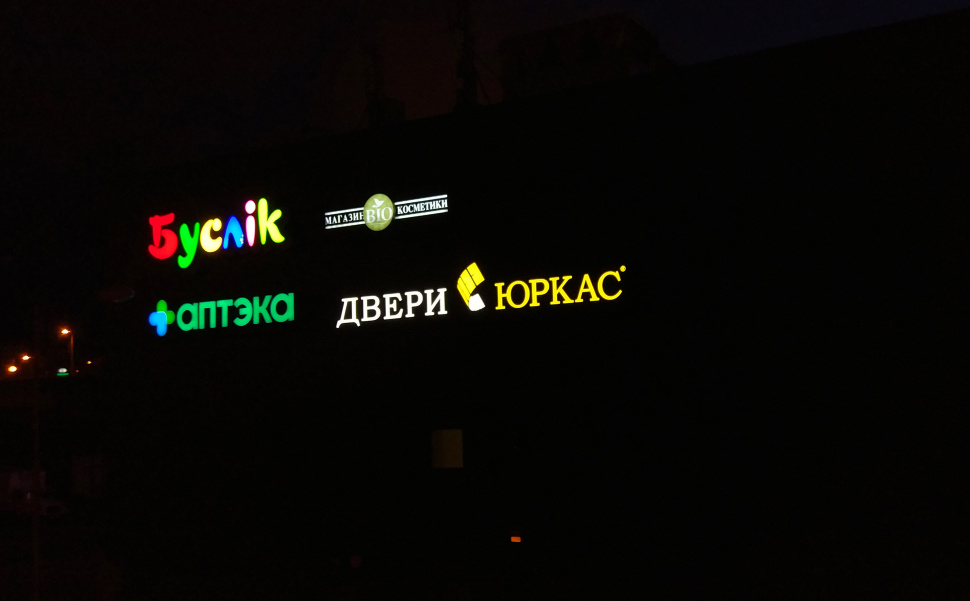 Буслік
МАГАЗИН BIO КОСМЕТИКИ
аптэка
ДВЕРИ ЮРКАС